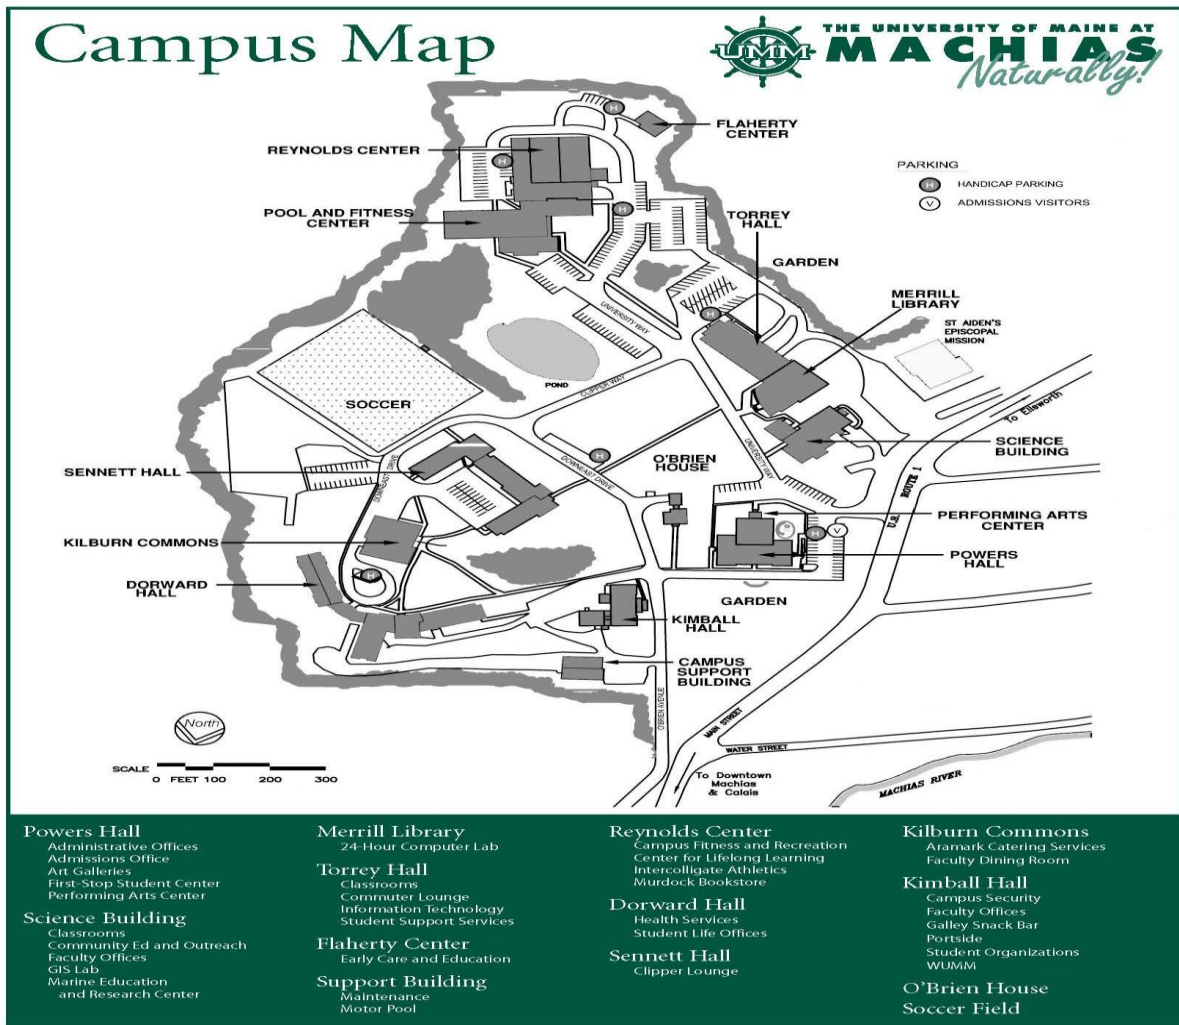 Campus Map
UMM
THE UNIVERSITY OF MAINE AT
MACHIAS
Naturally!
FLAHERTY
CENTER
REYNOLDS CENTER
PARKING
H HANDICAP PARKING
V ADMISSIONS VISITORS
POOL AND FITNESS
CENTER
TORREY
HALL
GARDEN
MERRILL
LIBRARY
ST AIDEN'S
EPISCOPAL
MISSION
UNIVERSITY WAY
POND
CLIPPER WAY
SOCCER
To Ellsworth
SCIENCE
BUILDING
O'BRIEN
HOUSE
UNIVERSITY WAY
SENNETT HALL
DOWNEAST DRIVE
DOWNEAST DRIVE
U.S. ROUTE 1
PERFORMING ARTS
CENTER
KILBURN COMMONS
POWERS
HALL
DORWARD
HALL
GARDEN
KIMBALL
HALL
CAMPUS
SUPPORT
BUILDING
O'BRIEN AVENUE
MAIN STREET
WATER STREET
North
SCALE
0 FEET 100 200 300
To Downtown
Machias
& Calais
MACHIAS RIVER
H
H
H
H
H
H
H
V
Powers Hall
Administrative Offices
Admissions Office
Art Galleries
First-Stop Student Center
Performing Arts Center
Science Building
Classrooms
Community Ed and Outreach
Faculty Offices
GIS Lab
Marine Education
and Research Center
Merrill Library
24-Hour Computer Lab
Torrey Hall
Classrooms
Commuter Lounge
Information Technology
Student Support Services
Flaherty Center
Early Care and Education
Support Building
Maintenance
Motor Pool
Reynolds Center
Campus Fitness and Recreation
Center for Lifelong Learning
Intercolligate Athletics
Murdock Bookstore
Dorward Hall
Health Services
Student Life Offices
Sennett Hall
Clipper Lounge
Kilburn Commons
Aramark Catering Services
Faculty Dining Room
Kimball Hall
Campus Security
Faculty Offices
Galley Snack Bar
Portside
Student Organizations
WUMM
O'Brien House
Soccer Field